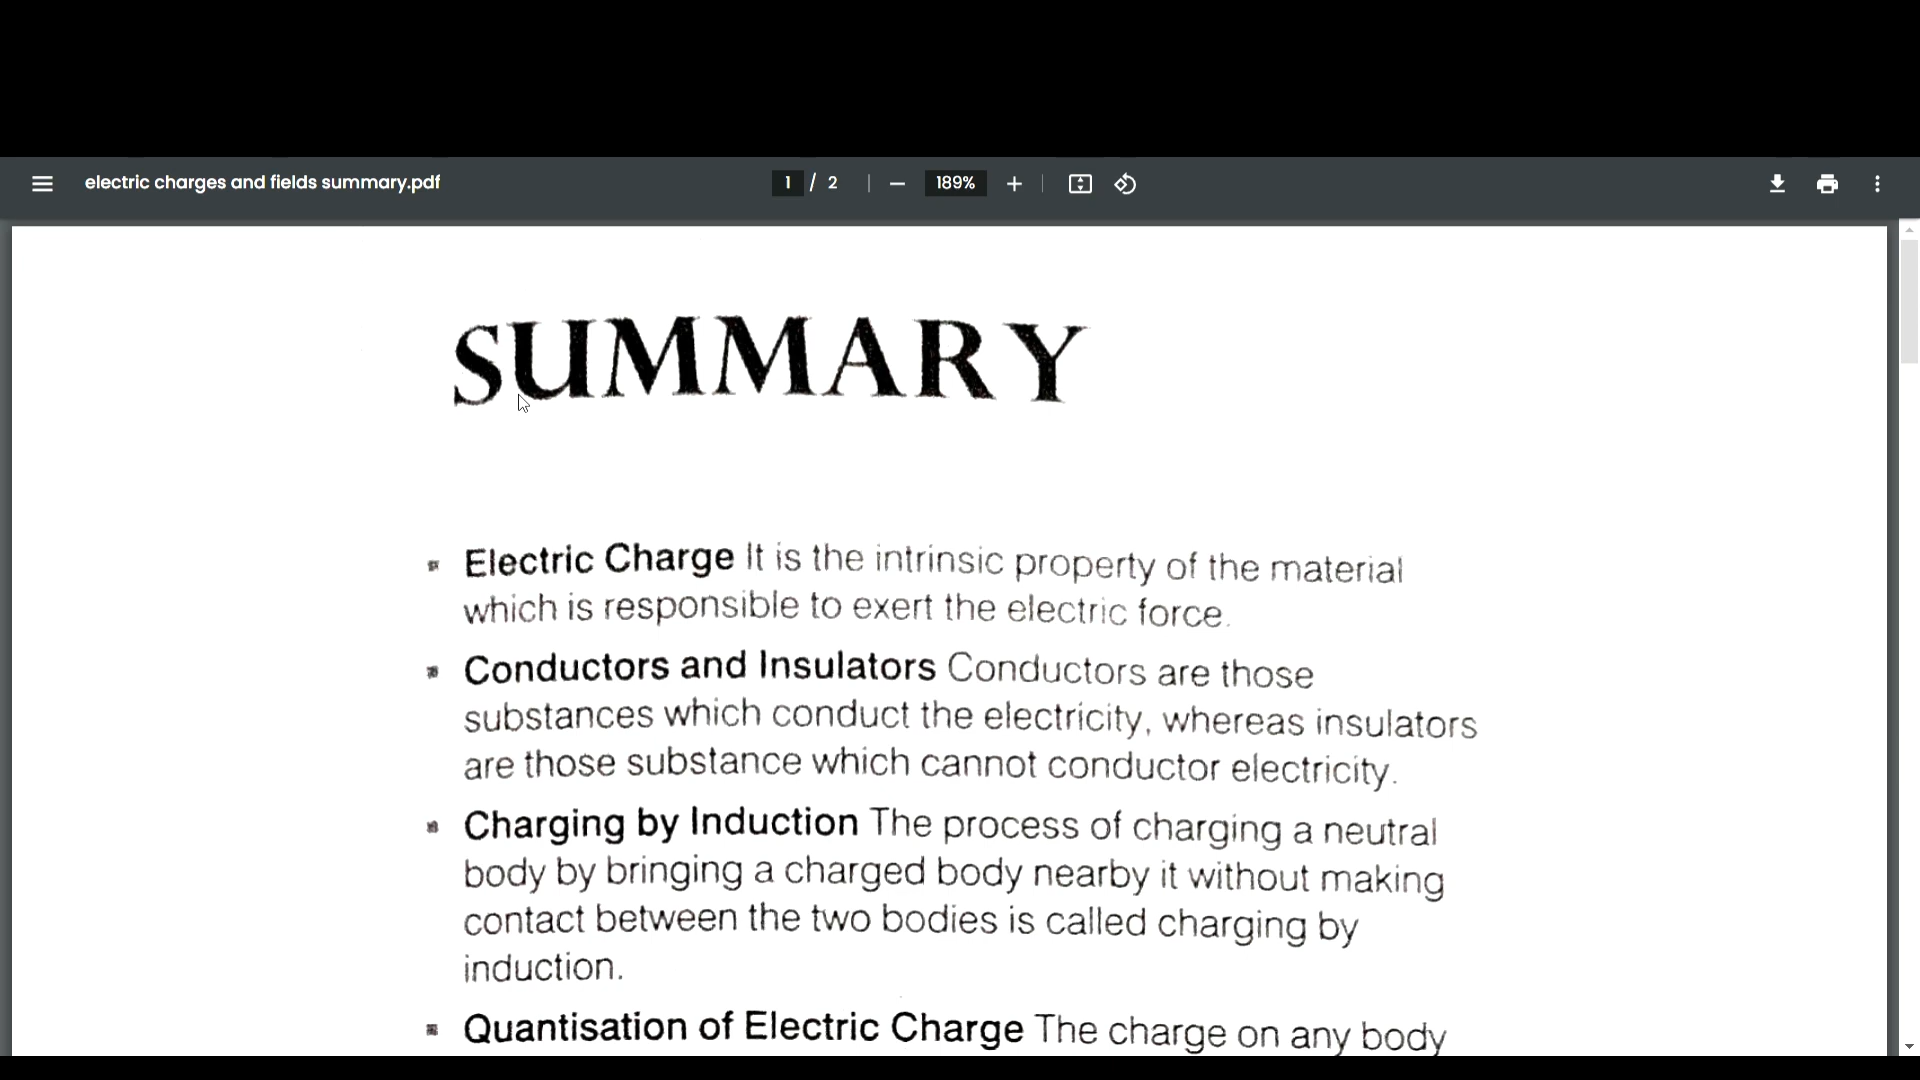 electric charges and fields summary.pdf
1 / 2
189%
SUMMARY
Electric Charge It is the intrinsic property of the material
which is responsible to exert the electric force.
Conductors and Insulators Conductors are those
substances which conduct the electricity, whereas insulators
are those substance which cannot conductor electricity.
Charging by Induction The process of charging a neutral
body by bringing a charged body nearby it without making
contact between the two bodies is called charging by
induction.
Quantisation of Electric Charge The charge on any body